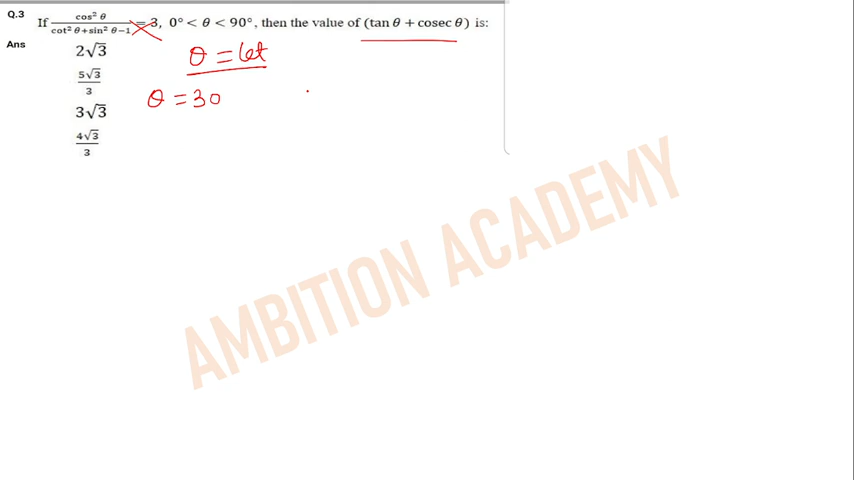 Q.3 If cos² θ / cot² θ+sin² θ−1 = 3, 0° < θ < 90°, then the value of (tan θ + cosec θ) is:
Ans
2√3
5√3/3
3√3
4√3/3
θ = let
θ = 30
AMBITION ACADEMY